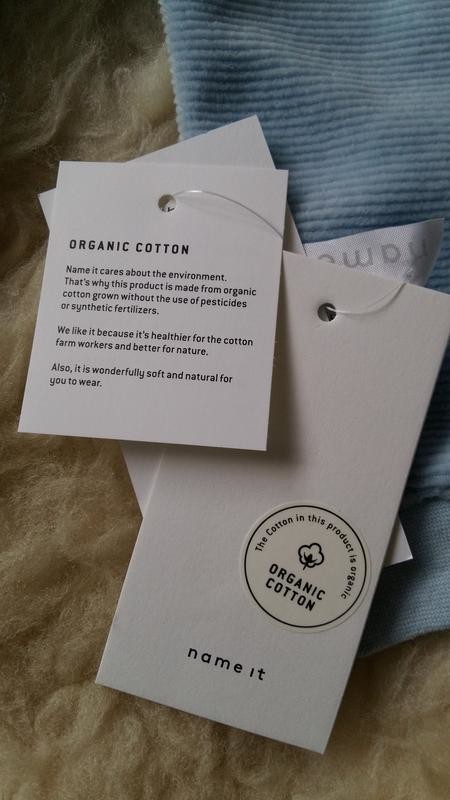 ORGANIC COTTON
Name it cares about the environment.
That's why this product is made from organic
cotton grown without the use of pesticides
or synthetic fertilizers.
We like it because it's healthier for the cotton
farm workers and better for nature.
Also, it is wonderfully soft and natural for
you to wear.
name
The Cotton in this product is organic
ORGANIC
COTTON
name it